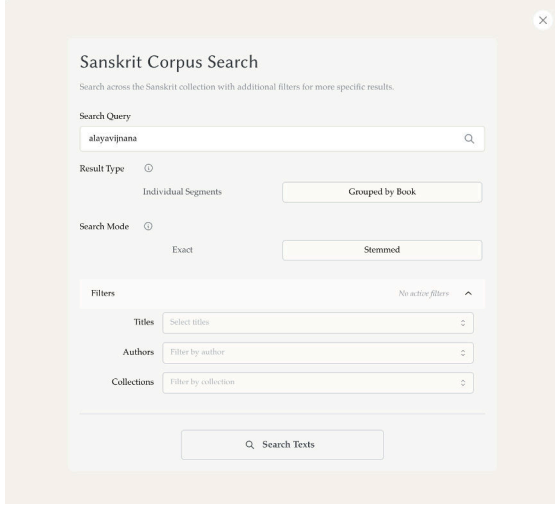 Sanskrit Corpus Search
Search across the Sanskrit collection with additional filters for more specific results.
Search Query
alayavijnana
Result Type
Individual Segments Grouped by Book
Search Mode
Exact Stemmed
Filters No active filters
Titles Select titles
Authors Filter by author
Collections Filter by collection
Search Texts